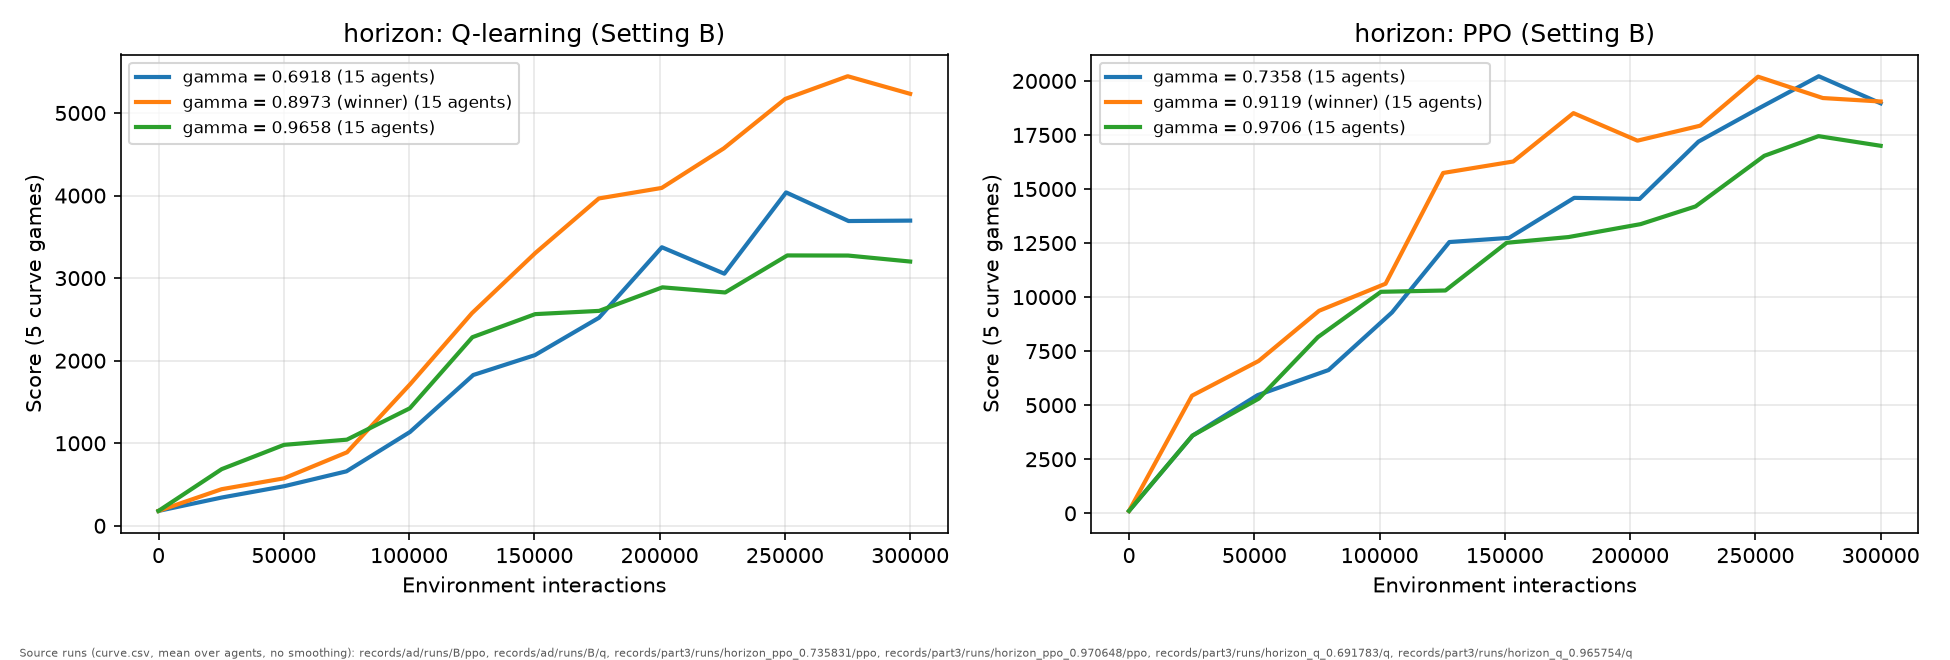 horizon: Q-learning (Setting B)
gamma = 0.6918 (15 agents)
gamma = 0.8973 (winner) (15 agents)
gamma = 0.9658 (15 agents)
Score (5 curve games)
5000
4000
3000
2000
1000
0
0 50000 100000 150000 200000 250000 300000
Environment interactions
horizon: PPO (Setting B)
gamma = 0.7358 (15 agents)
gamma = 0.9119 (winner) (15 agents)
gamma = 0.9706 (15 agents)
Score (5 curve games)
20000
17500
15000
12500
10000
7500
5000
2500
0
0 50000 100000 150000 200000 250000 300000
Environment interactions
Source runs (curve.csv, mean over agents, no smoothing): records/ad/runs/B/ppo, records/ad/runs/B/q, records/part3/runs/horizon_ppo_0.735831/ppo, records/part3/runs/horizon_ppo_0.970648/ppo, records/part3/runs/horizon_q_0.691783/q, records/part3/runs/horizon_q_0.965754/q